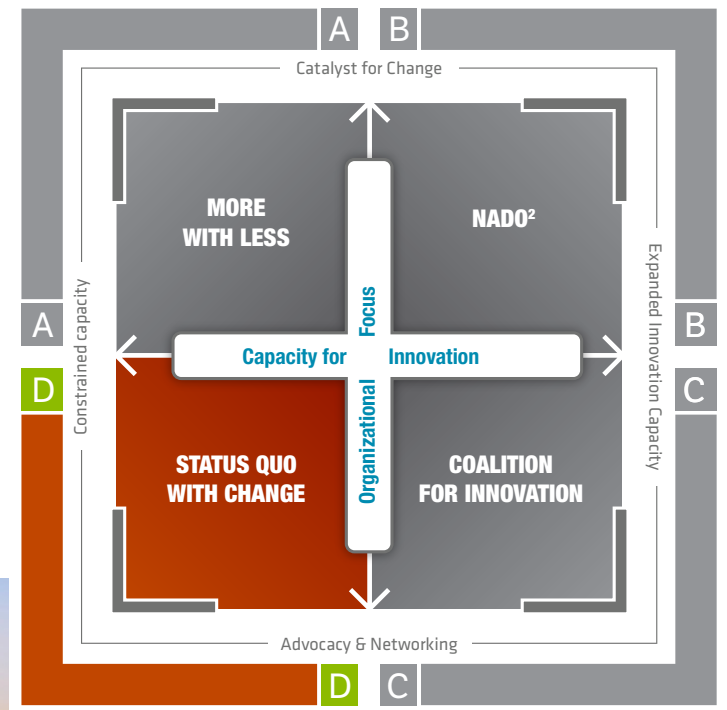 A B
Catalyst for Change
MORE
WITH LESS
NADO²
A
Constrained capacity
Organizational Focus
Capacity for Innovation
Expanded Innovation Capacity
B
D
C
STATUS QUO
WITH CHANGE
COALITION
FOR INNOVATION
Advocacy & Networking
D C